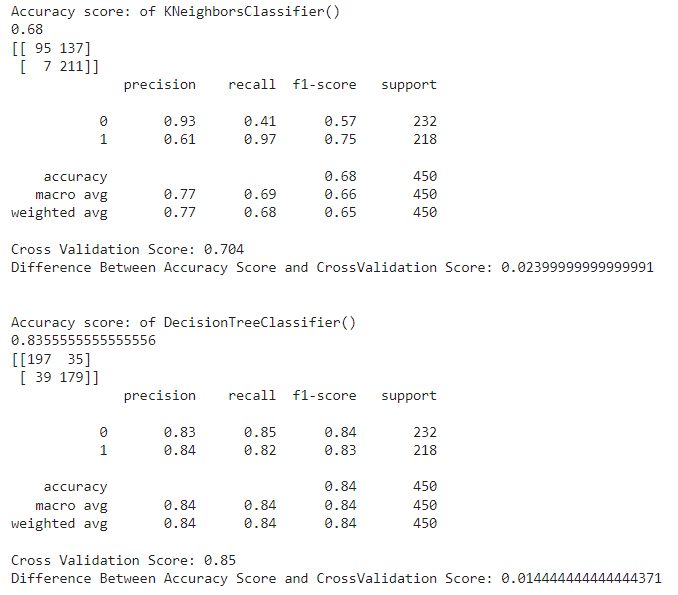 Accuracy score: of KNeighborsClassifier()
0.68
[[ 95 137]
 [  7 211]]
              precision    recall  f1-score   support

           0       0.93      0.41      0.57       232
           1       0.61      0.97      0.75       218

    accuracy                           0.68       450
   macro avg       0.77      0.69      0.66       450
weighted avg       0.77      0.68      0.65       450

Cross Validation Score: 0.704
Difference Between Accuracy Score and CrossValidation Score: 0.02399999999999991

Accuracy score: of DecisionTreeClassifier()
0.8355555555555556
[[197  35]
 [ 39 179]]
              precision    recall  f1-score   support

           0       0.83      0.85      0.84       232
           1       0.84      0.82      0.83       218

    accuracy                           0.84       450
   macro avg       0.84      0.84      0.84       450
weighted avg       0.84      0.84      0.84       450

Cross Validation Score: 0.85
Difference Between Accuracy Score and CrossValidation Score: 0.014444444444444371